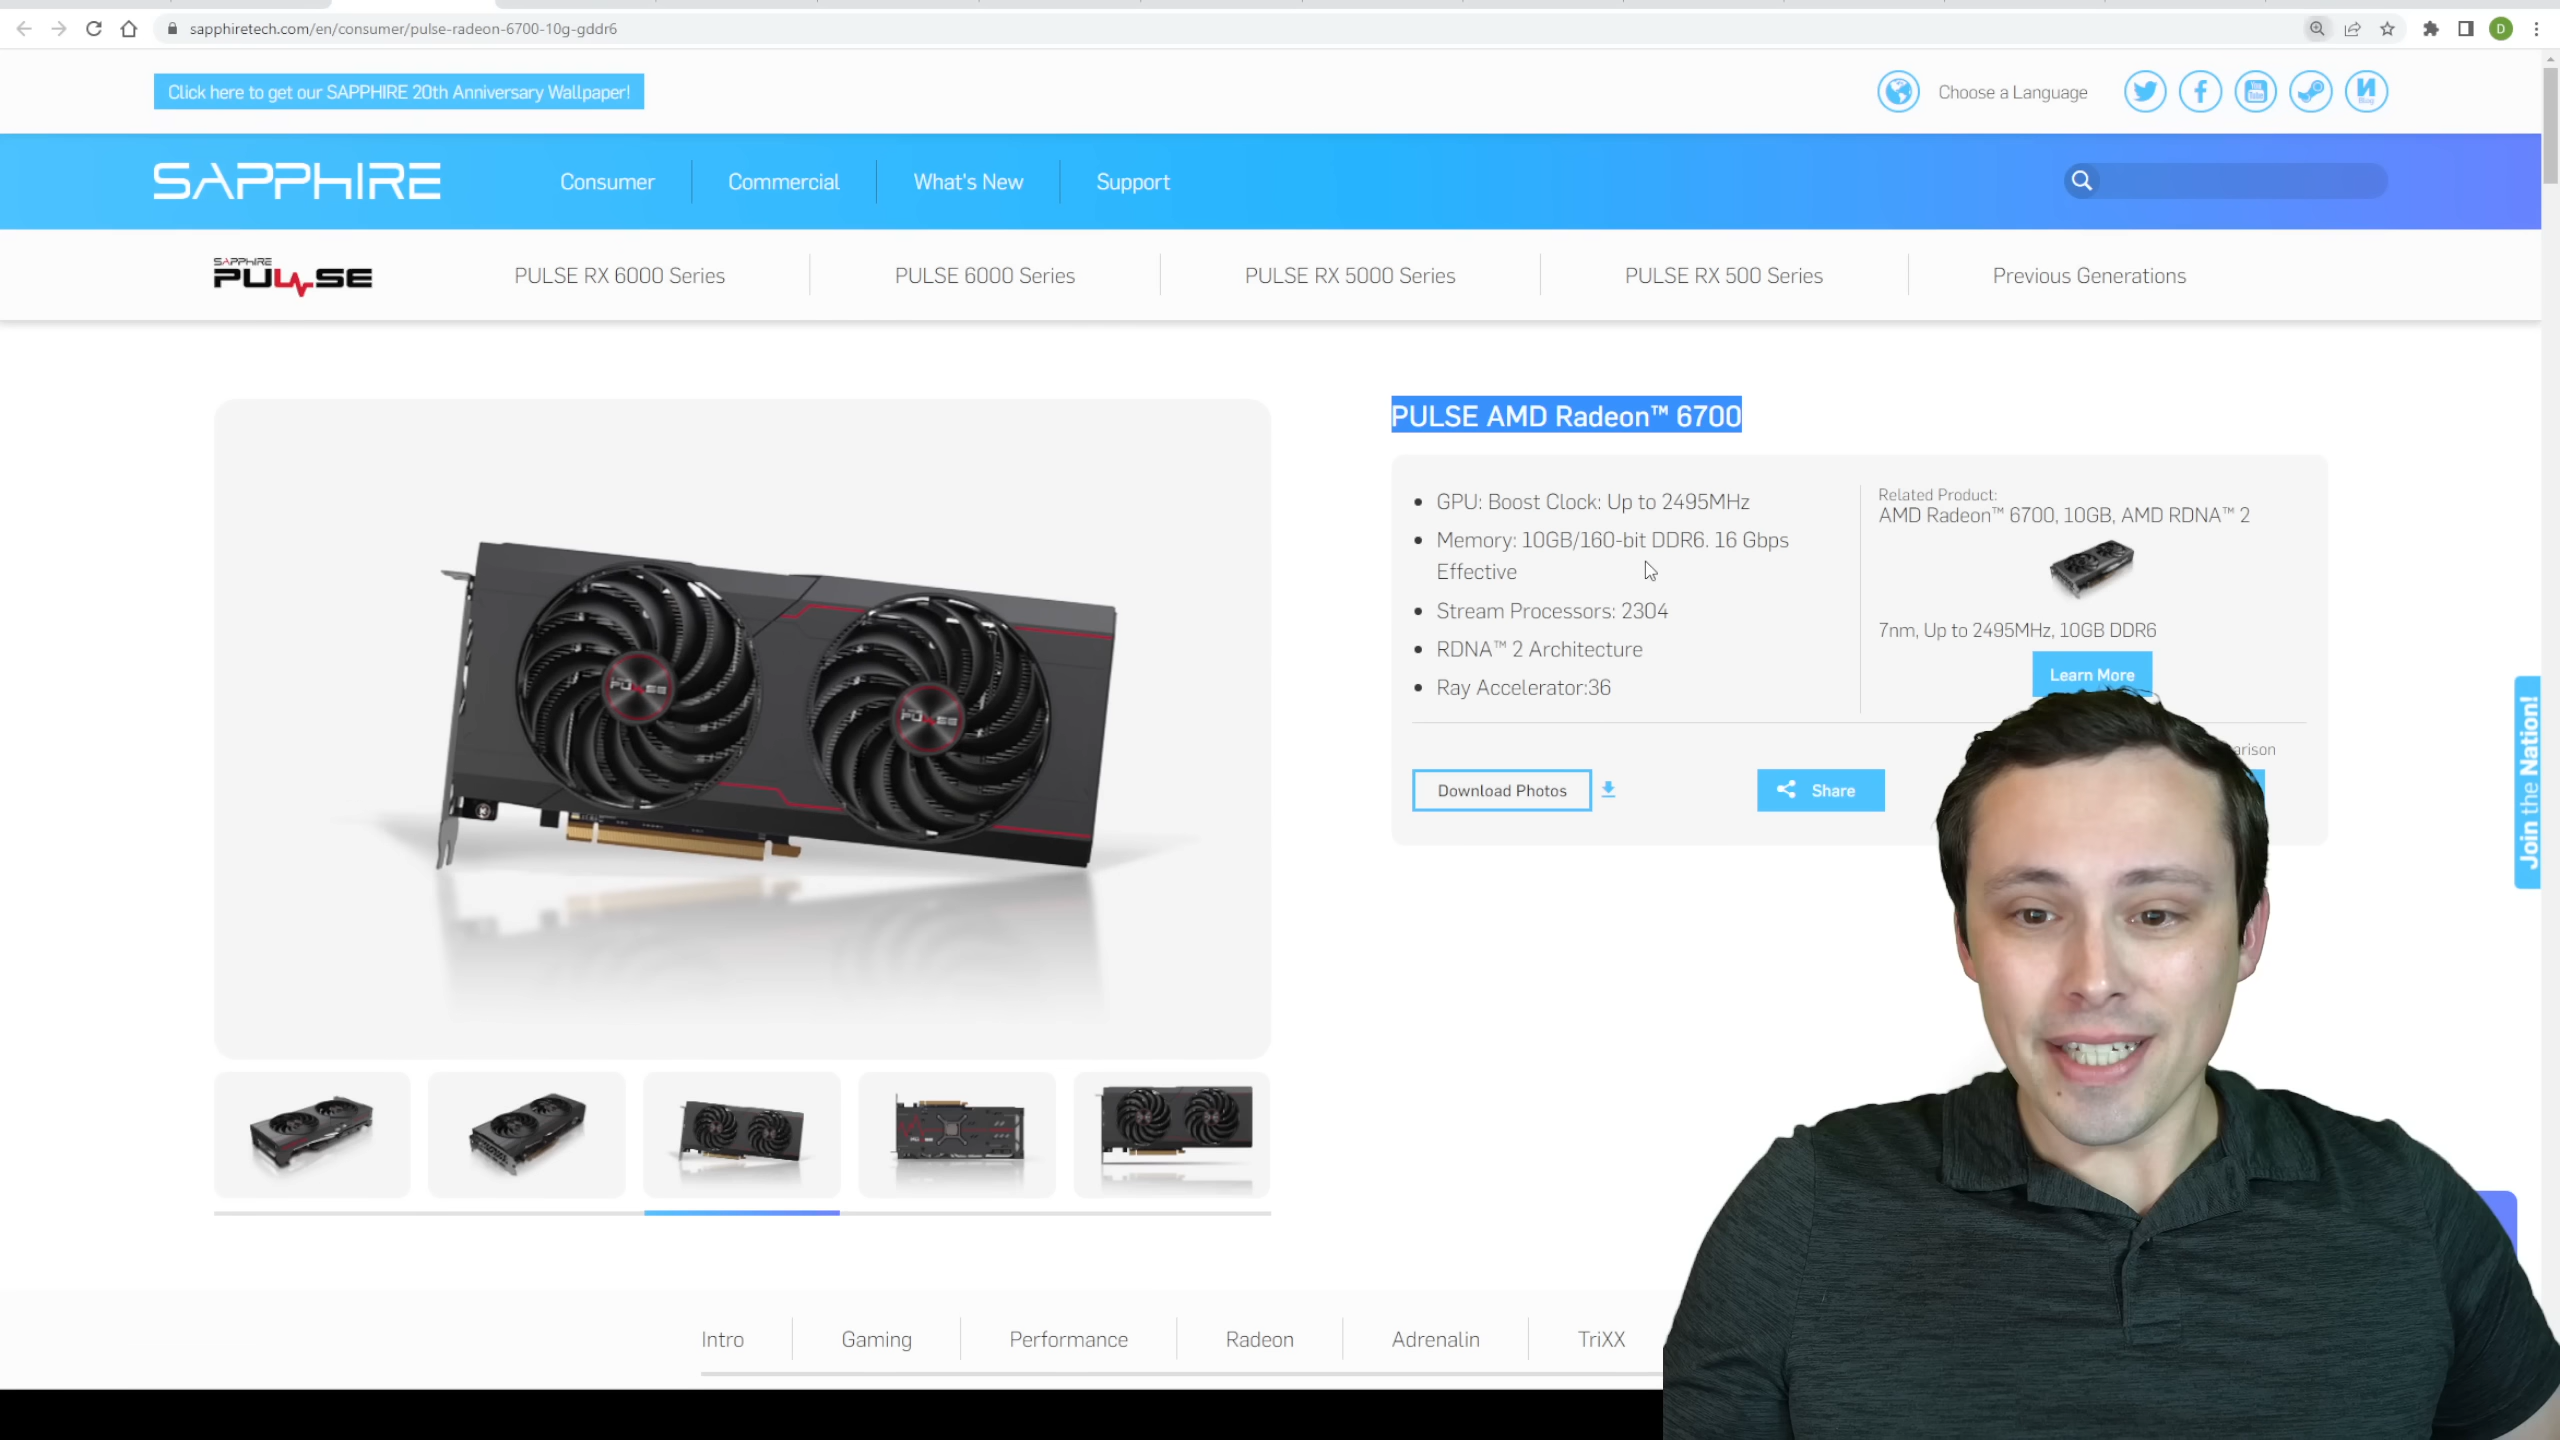 sapphiretech.com/en/consumer/pulse-radeon-6700-10g-gddr6
D
Click here to get our SAPPHIRE 20th Anniversary Wallpaper!
Choose a Language
You
Tube
Blog
SAPPHIRE
Consumer
Commercial
What's New
Support
SAPPHIRE
PULSE
PULSE RX 6000 Series
PULSE 6000 Series
PULSE RX 5000 Series
PULSE RX 500 Series
Previous Generations
PULSE AMD Radeon™ 6700
GPU: Boost Clock: Up to 2495MHz
Memory: 10GB/160-bit DDR6. 16 Gbps
Effective
Stream Processors: 2304
RDNA™ 2 Architecture
Ray Accelerator:36
Related Product:
AMD Radeon™ 6700, 10GB, AMD RDNA™ 2
7nm, Up to 2495MHz, 10GB DDR6
Learn More
Download Photos
Share
PULSE
PULSE
Join the Nation!
Intro
Gaming
Performance
Radeon
Adrenalin
TriXX